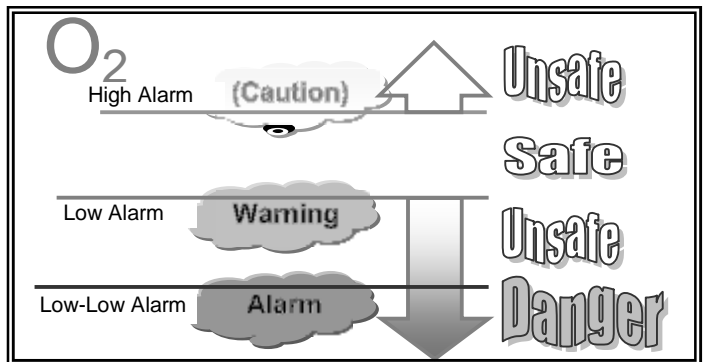 O2
High Alarm (Caution) Unsafe
Safe
Low Alarm Warning
Unsafe
Low-Low Alarm Alarm Danger